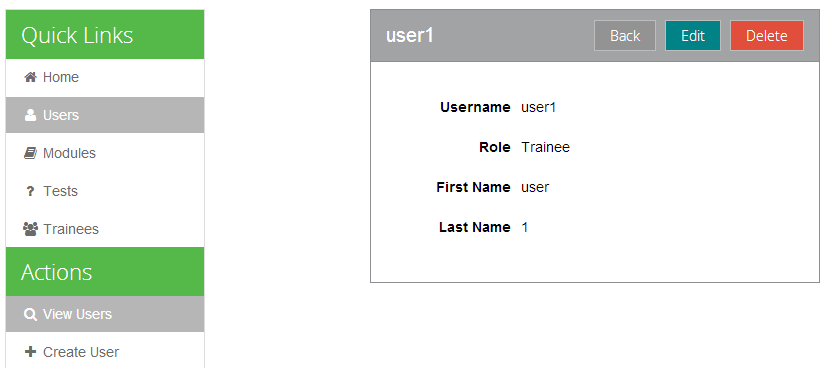 Quick Links
Home
Users
Modules
? Tests
Trainees
Actions
View Users
Create User
user1 Back Edit Delete
Username user1
Role Trainee
First Name user
Last Name 1